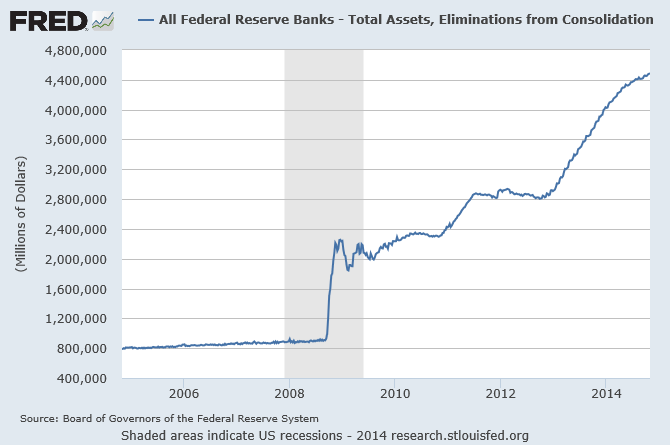 FRED
All Federal Reserve Banks - Total Assets, Eliminations from Consolidation
4,800,000
4,400,000
4,000,000
3,600,000
3,200,000
2,800,000
2,400,000
2,000,000
1,600,000
1,200,000
800,000
400,000
(Millions of Dollars)
2006 2008 2010 2012 2014
Source: Board of Governors of the Federal Reserve System
Shaded areas indicate US recessions - 2014 research.stlouisfed.org